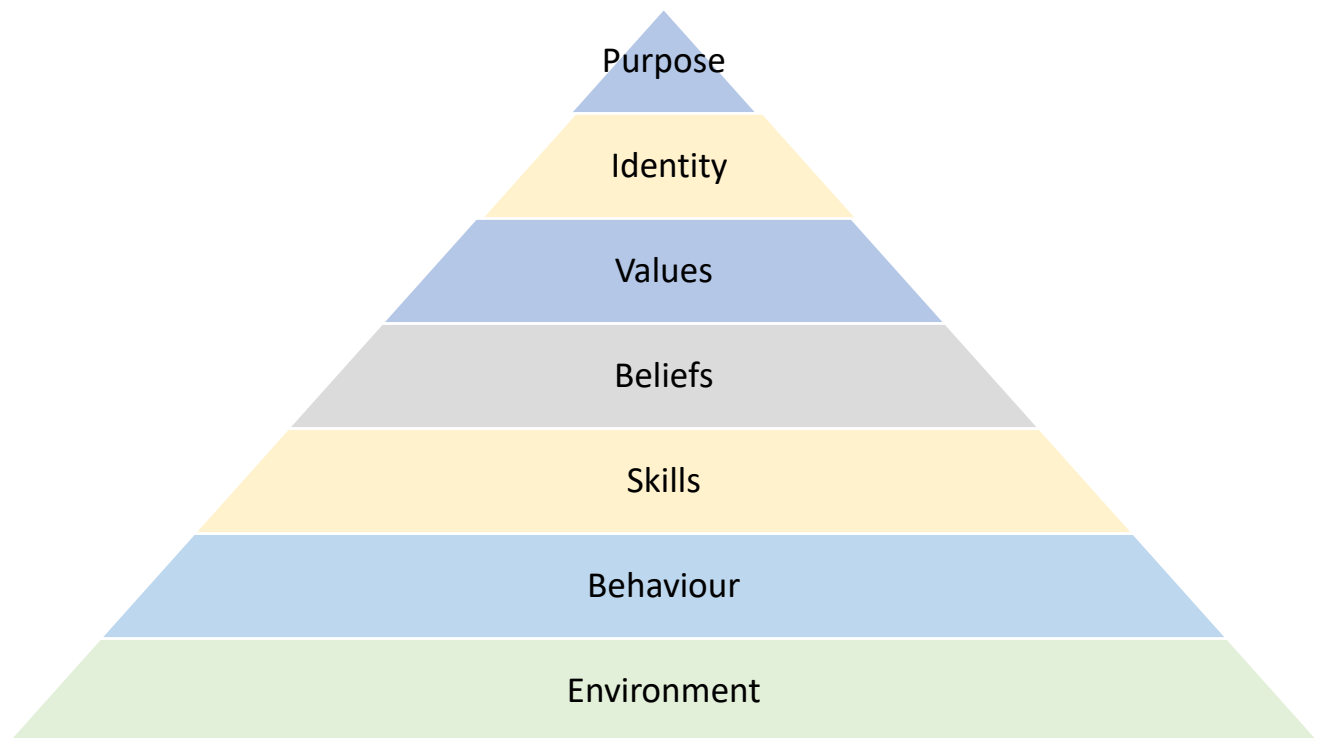 Purpose
Identity
Values
Beliefs
Skills
Behaviour
Environment